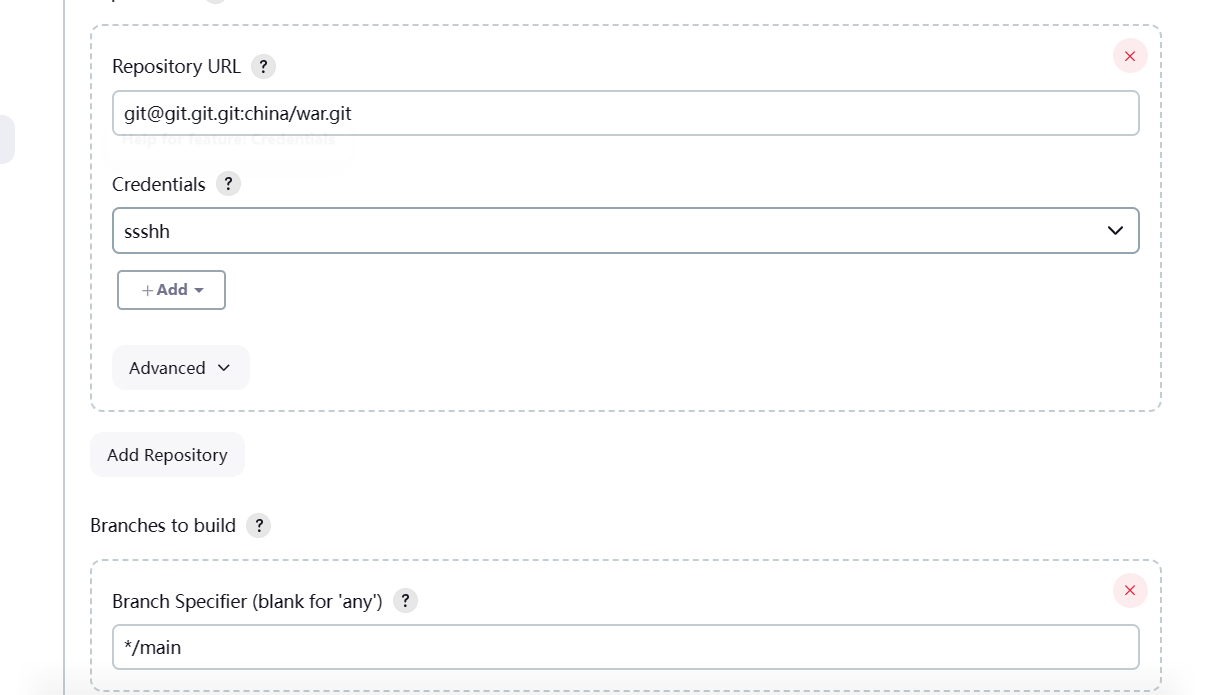 Repository URL ?
git@git.git.git:china/war.git
Help for feature: Credentials
Credentials ?
ssshh
+ Add
Advanced
Add Repository
Branches to build ?
Branch Specifier (blank for 'any') ?
*/main